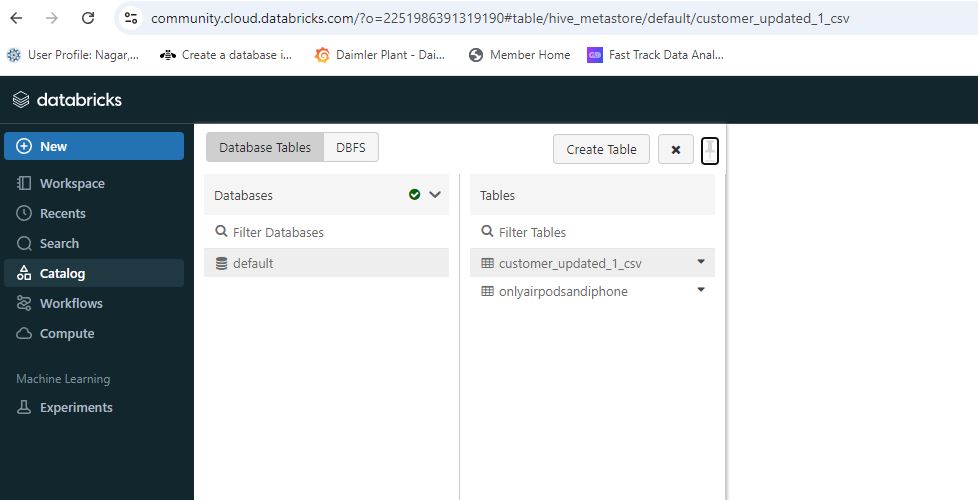 community.cloud.databricks.com/?o=2251986391319190#table/hive_metastore/default/customer_updated_1_csv
User Profile: Nagar,... Create a database i... Daimler Plant - Dai... Member Home Fast Track Data Anal...
databricks
New
Workspace
Recents
Search
Catalog
Workflows
Compute
Machine Learning
Experiments
Database Tables DBFS Create Table
Databases
Filter Databases
default
Tables
Filter Tables
customer_updated_1_csv
onlyairpodsandiphone